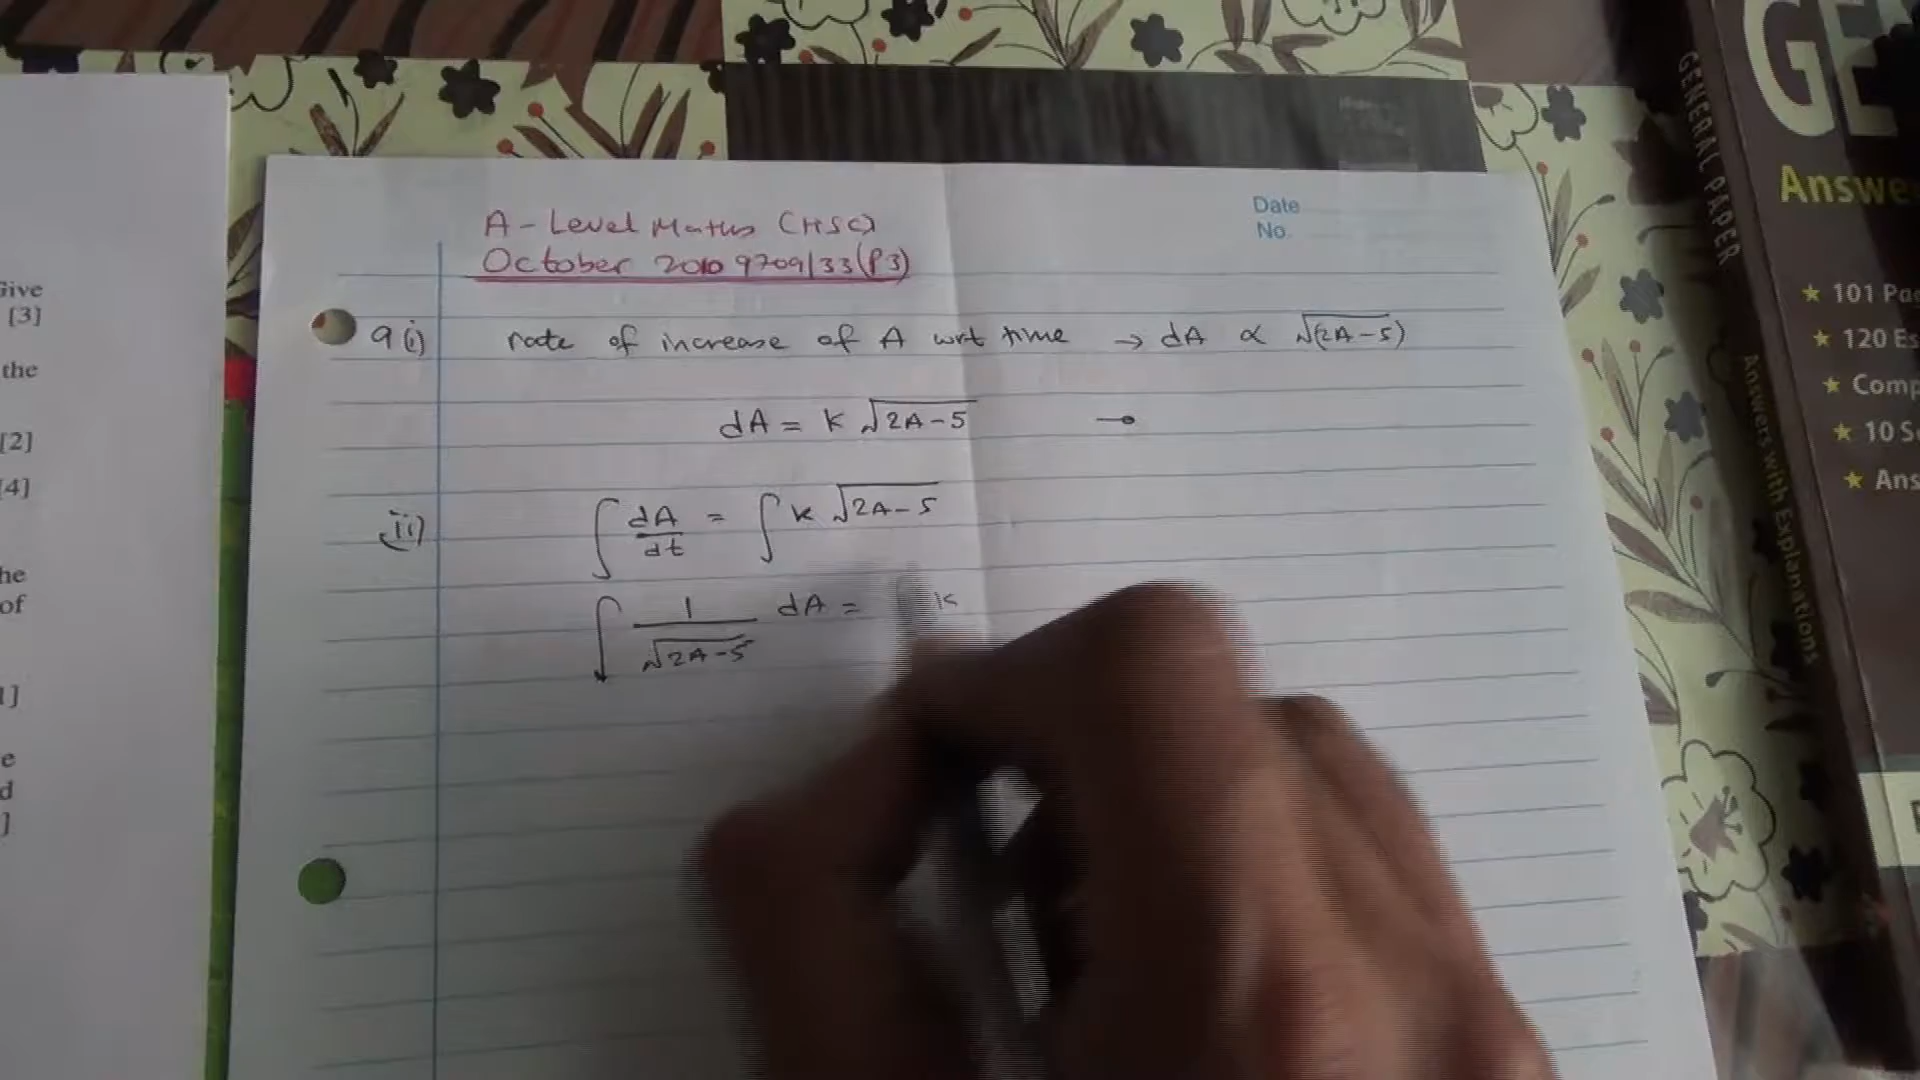 A - Level Maths (HSC)
October 2010 9709/33 (P3)
Date
No.
9 (i) rate of increase of A wrt time → dA ∝ √(2A-5)
dA = k √2A-5
ii) ∫ dA/dt = ∫ k √2A-5
∫ 1/√2A-5 dA = ∫ k
Give
[3]
the
[2]
[4]
he
of
1]
e
d
]
GENERAL PAPER
Answers with Explanations
GE
Answe
★ 101 Pa
★ 120 Es
★ Comp
★ 10 S
★ Ans